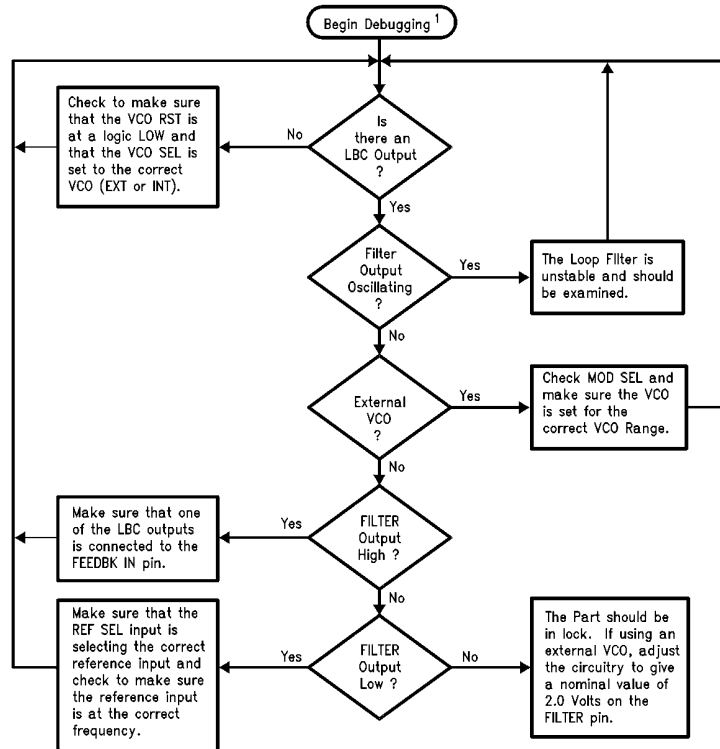 Begin Debugging 1
Is
there an
LBC Output
?
No
Check to make sure
that the VCO RST is
at a logic LOW and
that the VCO SEL is
set to the correct
VCO (EXT or INT).
Yes
Filter
Output
Oscillating
?
Yes
The Loop Filter is
unstable and should
be examined.
No
External
VCO
?
Yes
Check MOD SEL and
make sure the VCO
is set for the
correct VCO Range.
No
FILTER
Output
High ?
Yes
Make sure that one
of the LBC outputs
is connected to the
FEEDBK IN pin.
No
FILTER
Output
Low ?
Yes
Make sure that the
REF SEL input is
selecting the correct
reference input and
check to make sure
the reference input
is at the correct
frequency.
No
The Part should be
in lock. If using an
external VCO, adjust
the circuitry to give
a nominal value of
2.0 Volts on the
FILTER pin.